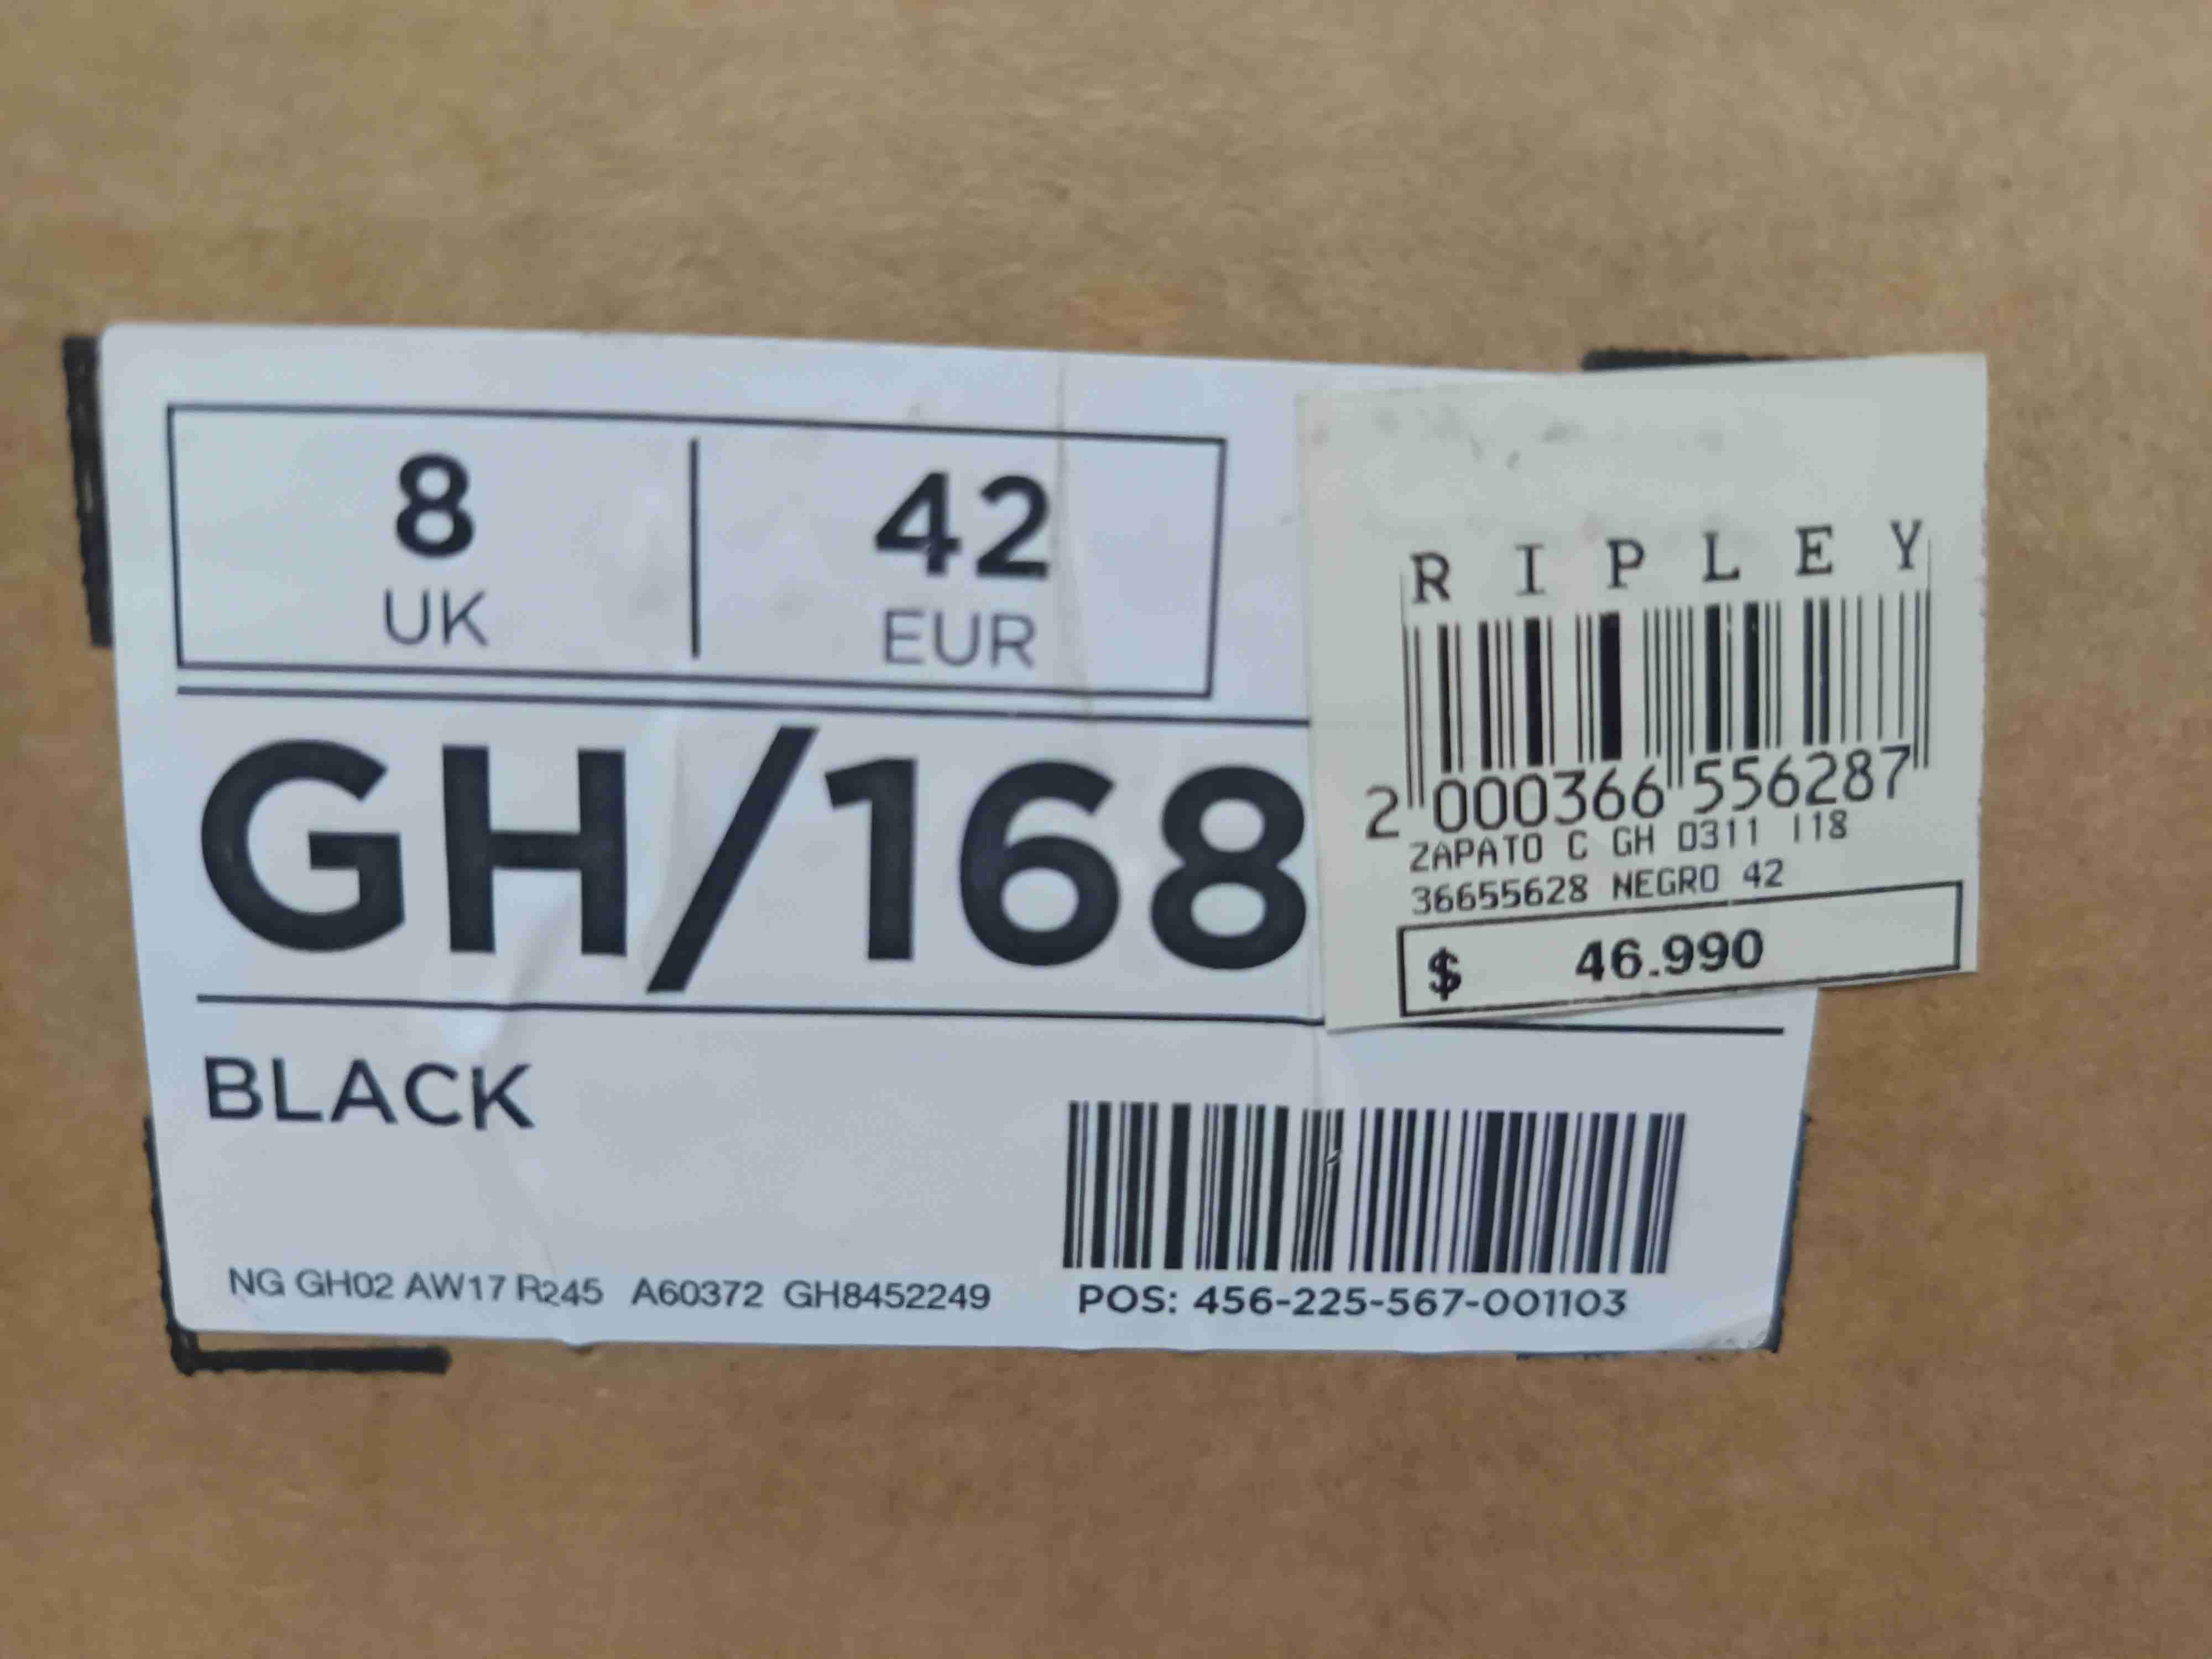 8 42
UK EUR
GH/168
BLACK
NG GH02 AW17 R245 A60372 GH8452249
POS: 456-225-567-001103
RIPLEY
2 000366 556287
ZAPATO C GH 0311 I18
36655628 NEGRO 42
$ 46.990